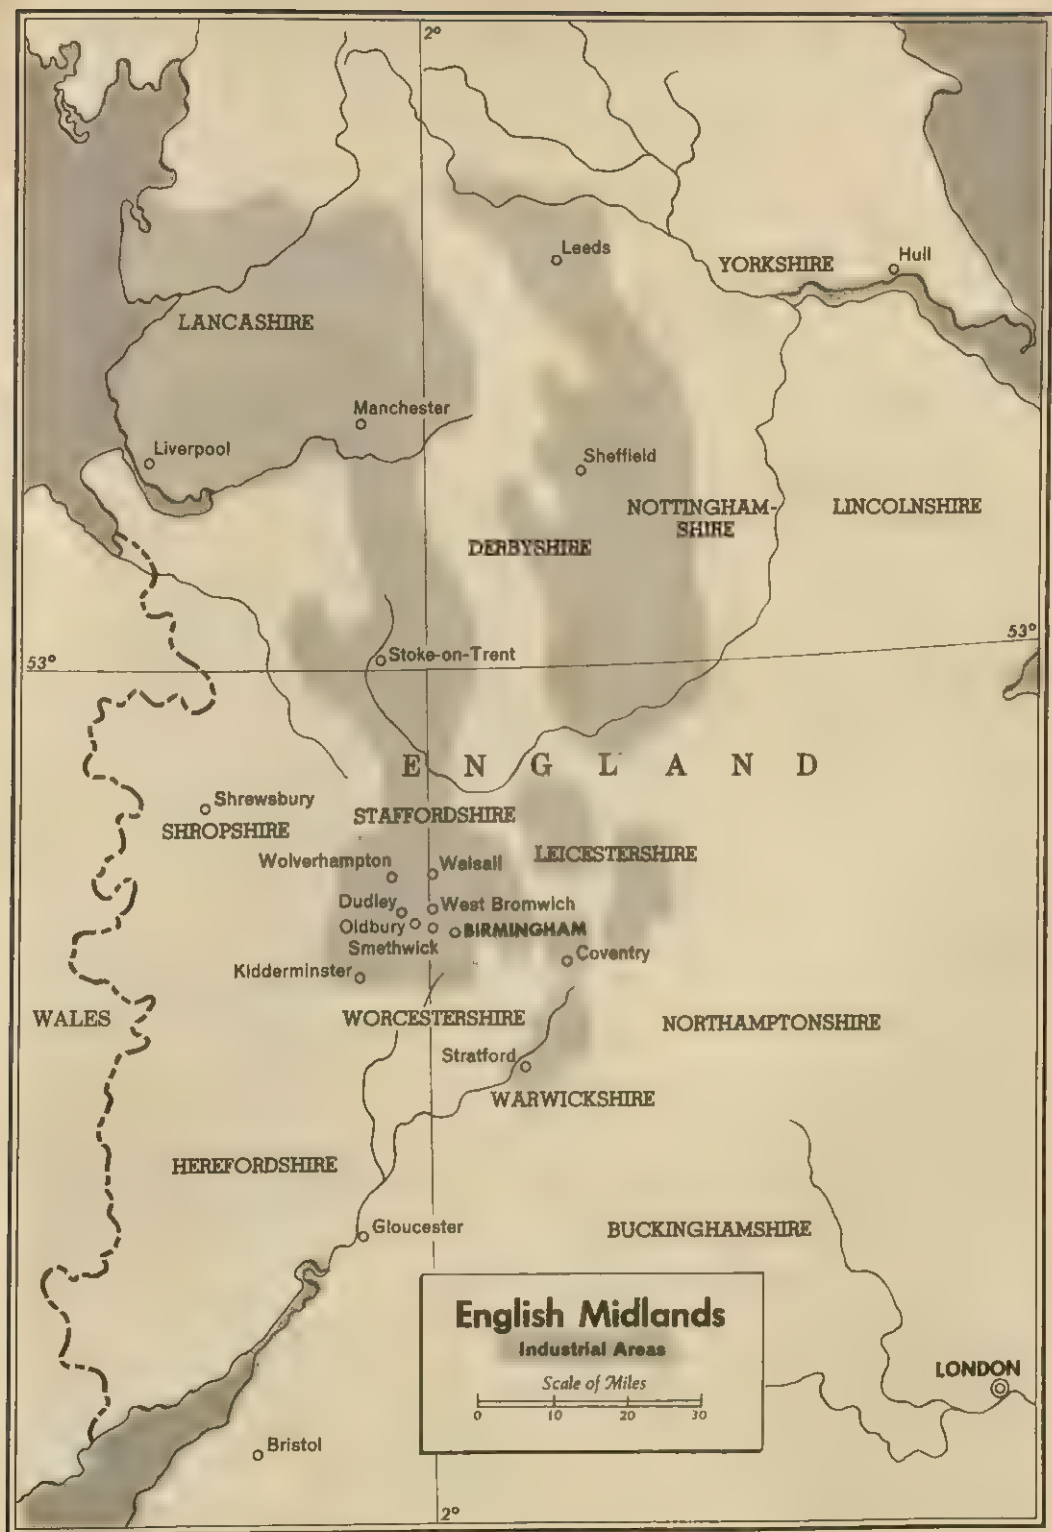 2°
Leeds
Hull
YORKSHIRE
LANCASHIRE
Manchester
Liverpool
Sheffield
NOTTINGHAM-
SHIRE
LINCOLNSHIRE
DERBYSHIRE
53°
Stoke-on-Trent
53°
ENGLAND
Shrewsbury
SHROPSHIRE
STAFFORDSHIRE
Wolverhampton
Walsall
LEICESTERSHIRE
Dudley
West Bromwich
Oldbury
BIRMINGHAM
Smethwick
Coventry
Kidderminster
WALES
WORCESTERSHIRE
NORTHAMPTONSHIRE
Stratford
WARWICKSHIRE
HEREFORDSHIRE
Gloucester
BUCKINGHAMSHIRE
English Midlands
Industrial Areas
Scale of Miles
0 10 20 30
LONDON
Bristol
2°